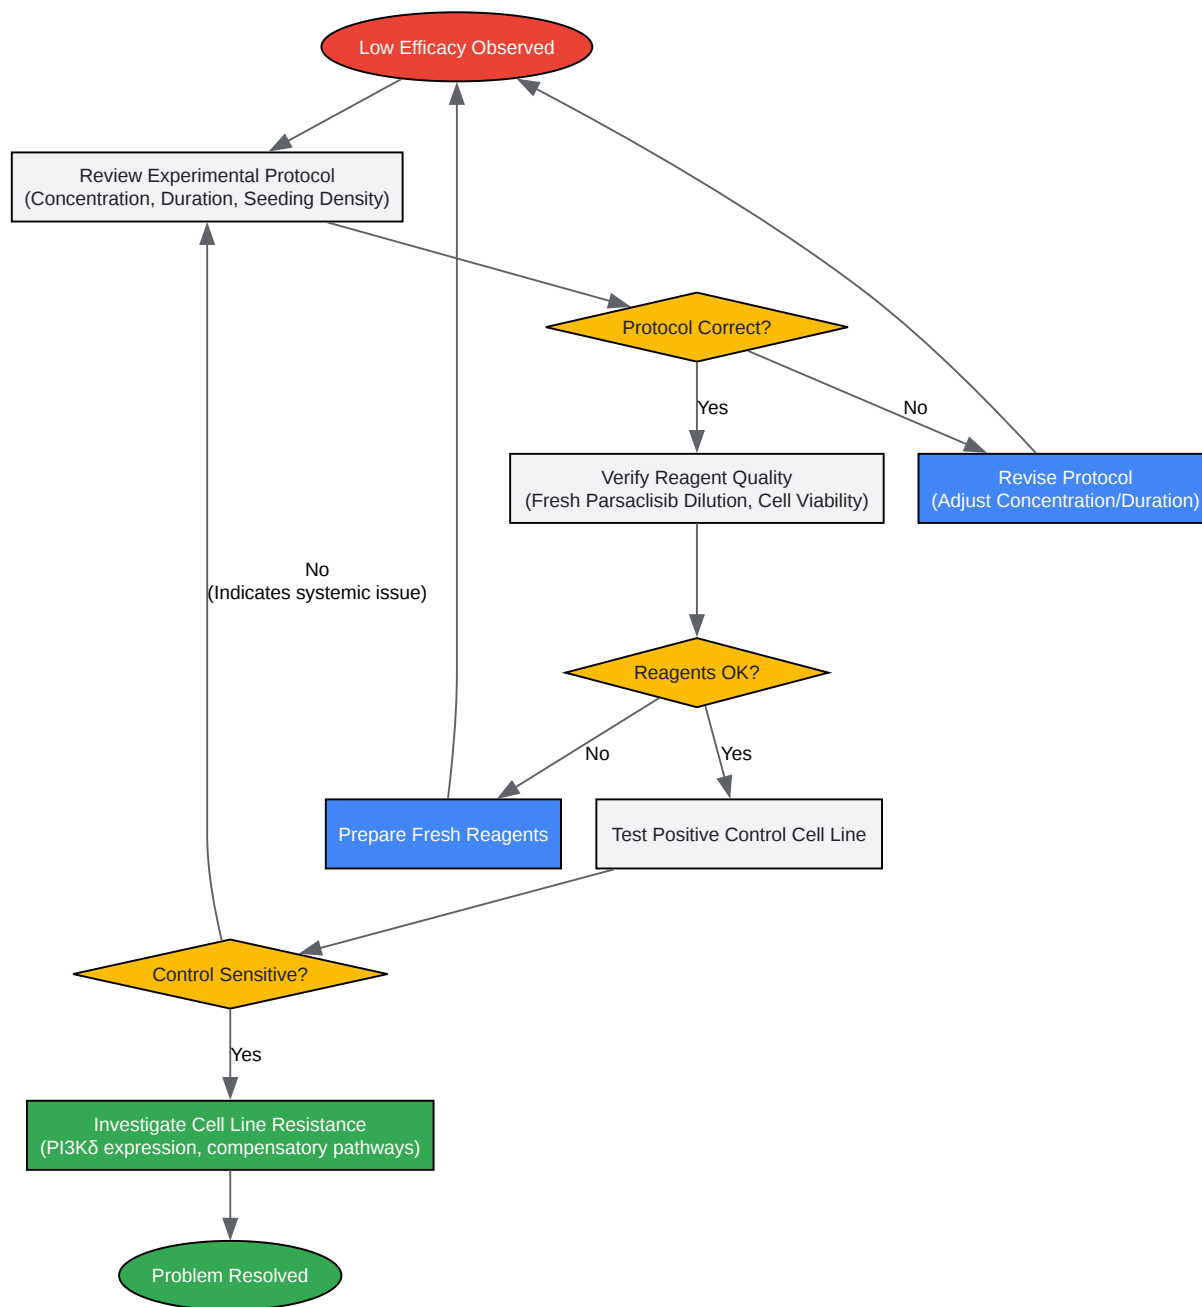 Low Efficacy Observed
Review Experimental Protocol
(Concentration, Duration, Seeding Density)
Protocol Correct?
Yes
No
Verify Reagent Quality
(Fresh Parsaclisib Dilution, Cell Viability)
Revise Protocol
(Adjust Concentration/Duration)
No
(Indicates systemic issue)
Reagents OK?
No
Yes
Prepare Fresh Reagents
Test Positive Control Cell Line
Control Sensitive?
Yes
Investigate Cell Line Resistance
(PI3Kδ expression, compensatory pathways)
Problem Resolved